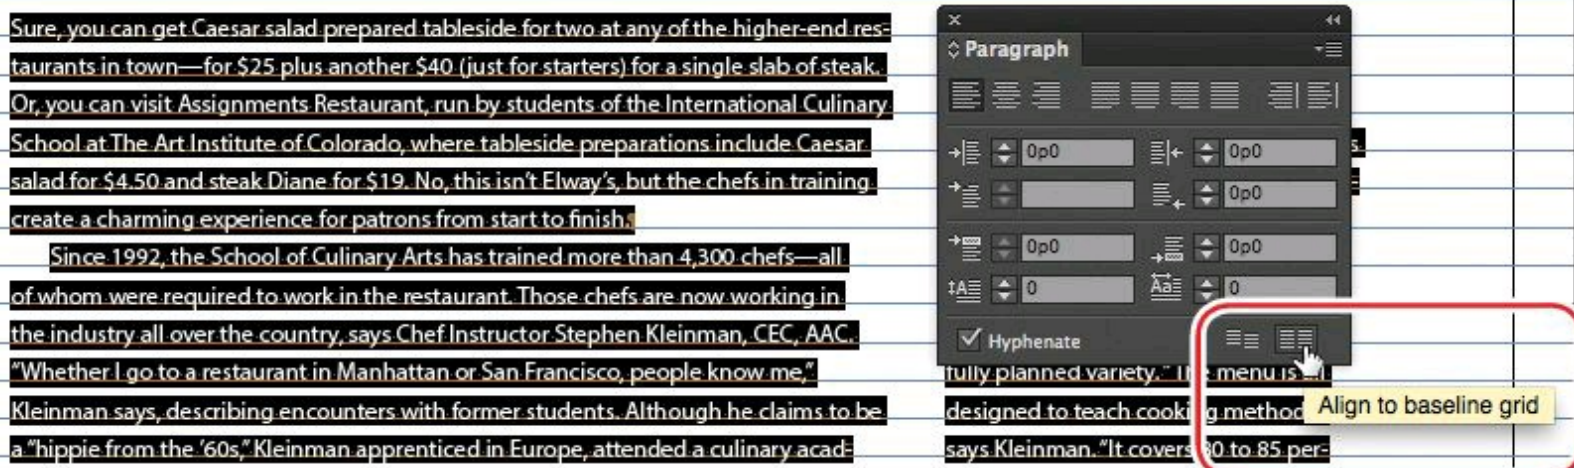 Sure, you can get Caesar salad prepared tableside for two at any of the higher-end res-
taurants in town—for $25 plus another $40 (just for starters) for a single slab of steak.
Or, you can visit Assignments Restaurant, run by students of the International Culinary
School at The Art Institute of Colorado, where tableside preparations include Caesar
salad for $4.50 and steak Diane for $19. No, this isn’t Elway’s, but the chefs in training
create a charming experience for patrons from start to finish.
Since 1992, the School of Culinary Arts has trained more than 4,300 chefs—all
of whom were required to work in the restaurant. Those chefs are now working in
the industry all over the country, says Chef Instructor Stephen Kleinman, CEC, AAC.
“Whether I go to a restaurant in Manhattan or San Francisco, people know me,”
Kleinman says, describing encounters with former students. Although he claims to be
a “hippie from the ’60s,” Kleinman apprenticed in Europe, attended a culinary acad-
Paragraph
0p0 0p0
0p0
0p0 0p0
0 0
Hyphenate
fully planned variety.” The menu is
designed to teach cooking method
says Kleinman. “It covers 80 to 85 per-
Align to baseline grid